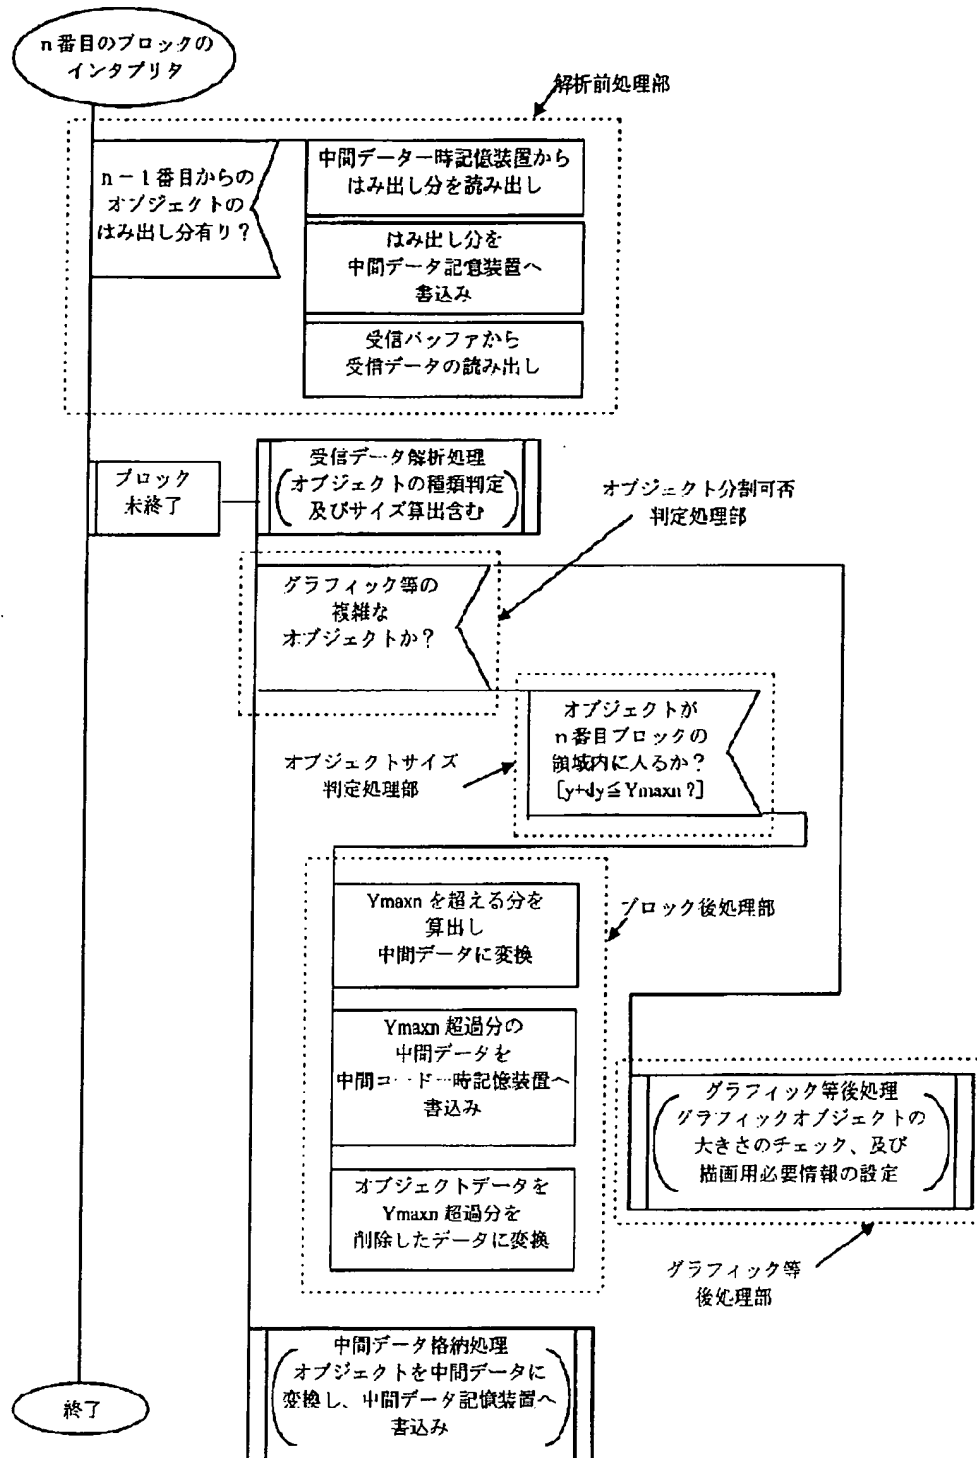 n番目のブロックの
インタプリタ
解析前処理部
n－1番目からの
オブジェクトの
はみ出し分有り？
中間データ一時記憶装置から
はみ出し分を読み出し
はみ出し分を
中間データ記憶装置へ
書込み
受信バッファから
受信データの読み出し
ブロック
未終了
受信データ解析処理
オブジェクトの種類判定
及びサイズ算出含む
オブジェクト分割可否
判定処理部
グラフィック等の
複雑な
オブジェクトか？
オブジェクトが
n番目ブロックの
領域内に入るか？
[y+dy≦Ymaxn?]
オブジェクトサイズ
判定処理部
Ymaxnを超える分を
算出し
中間データに変換
ブロック後処理部
Ymaxn超過分の
中間データを
中間コード一時記憶装置へ
書込み
グラフィック等後処理
グラフィックオブジェクトの
大きさのチェック、及び
描画用必要情報の設定
オブジェクトデータを
Ymaxn超過分を
削除したデータに変換
グラフィック等
後処理部
中間データ格納処理
オブジェクトを中間データに
変換し、中間データ記憶装置へ
書込み
終了